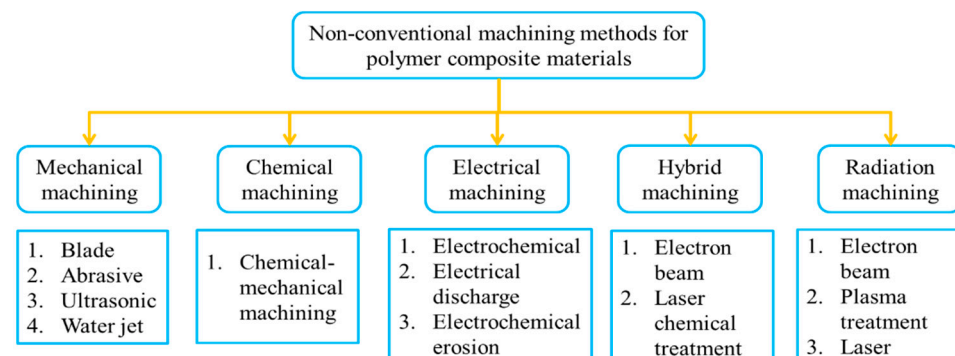 Non-conventional machining methods for
polymer composite materials
Mechanical
machining
Chemical
machining
Electrical
machining
Hybrid
machining
Radiation
machining
1. Blade
2. Abrasive
3. Ultrasonic
4. Water jet
1. Chemical-
mechanical
machining
1. Electrochemical
2. Electrical
discharge
3. Electrochemical
erosion
1. Electron
beam
2. Laser
chemical
treatment
1. Electron
beam
2. Plasma
treatment
3. Laser